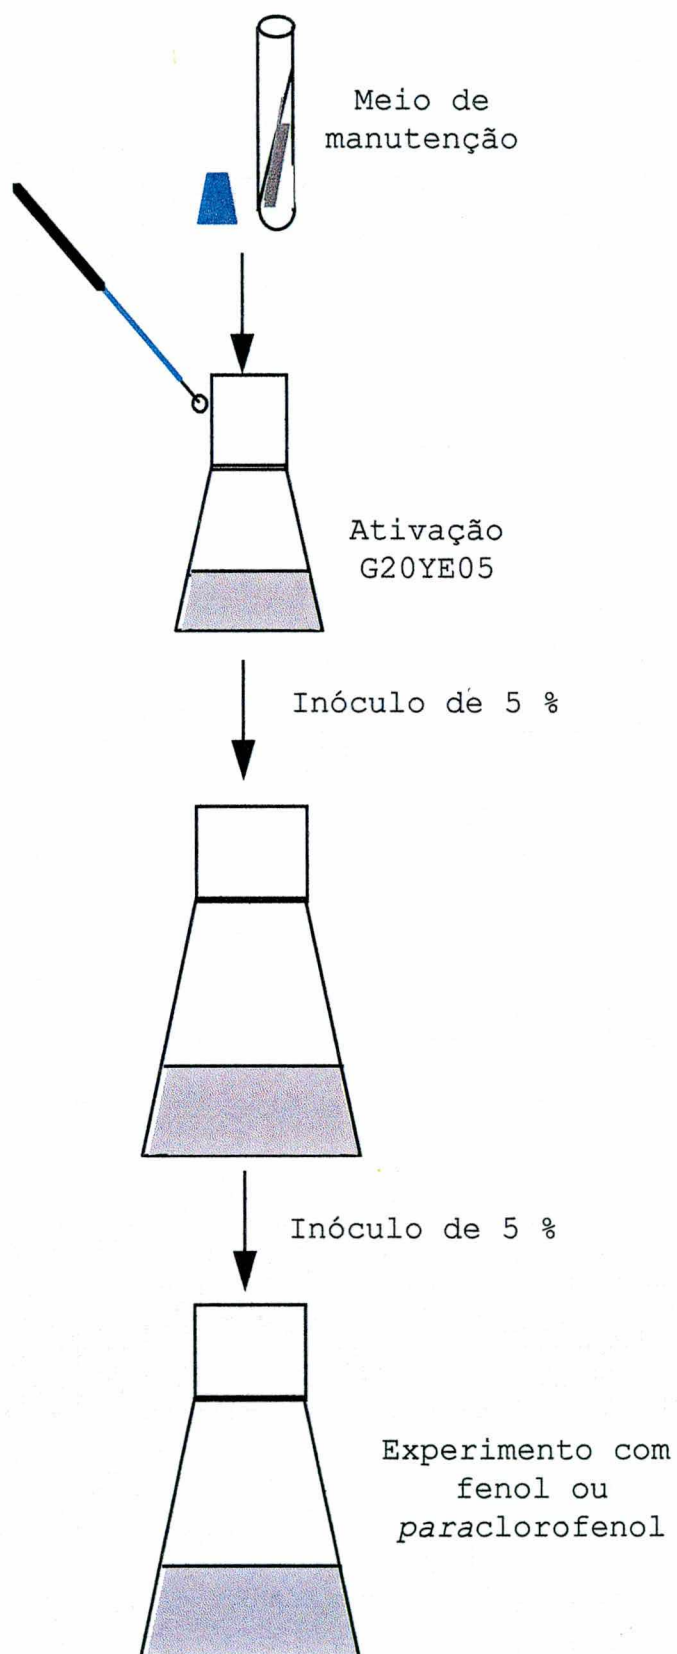 Meio de
manutenção
Ativação
G20YE05
Inóculo de 5 %
Inóculo de 5 %
Experimento com
fenol ou
paraclorofenol